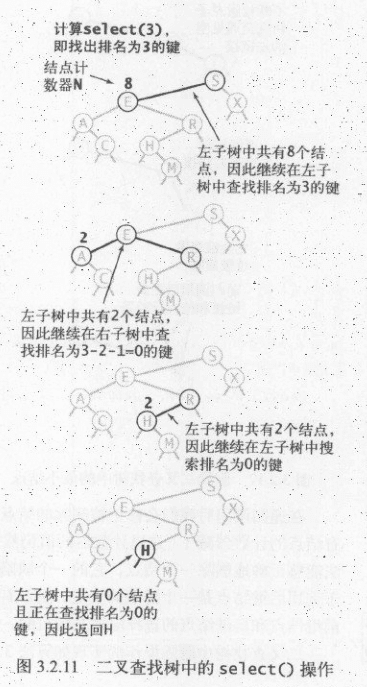 计算select(3),
即找出排名为3的键
结点计
数器N
8
S
E
X
A
R
C
H
M
左子树中共有8个结
点，因此继续在左子
树中查找排名为3的键
S
2
E
X
A
R
C
H
M
左子树中共有2个结点，
因此继续在右子树中查
找排名为3-2-1=0的键
S
E
X
2
A
R
C
H
M
左子树中共有2个结点，
因此继续在左子树中搜
索排名为0的键
S
E
X
A
R
C
H
M
左子树中共有0个结点
且正在查找排名为0的
键，因此返回H
图 3.2.11 二叉查找树中的 select() 操作